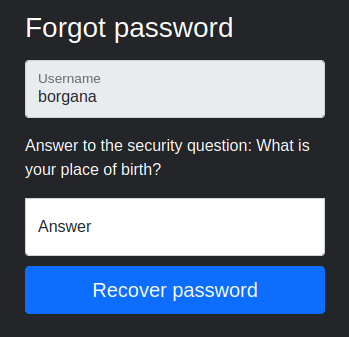 Forgot password
Username
borgana
Answer to the security question: What is
your place of birth?
Answer
Recover password